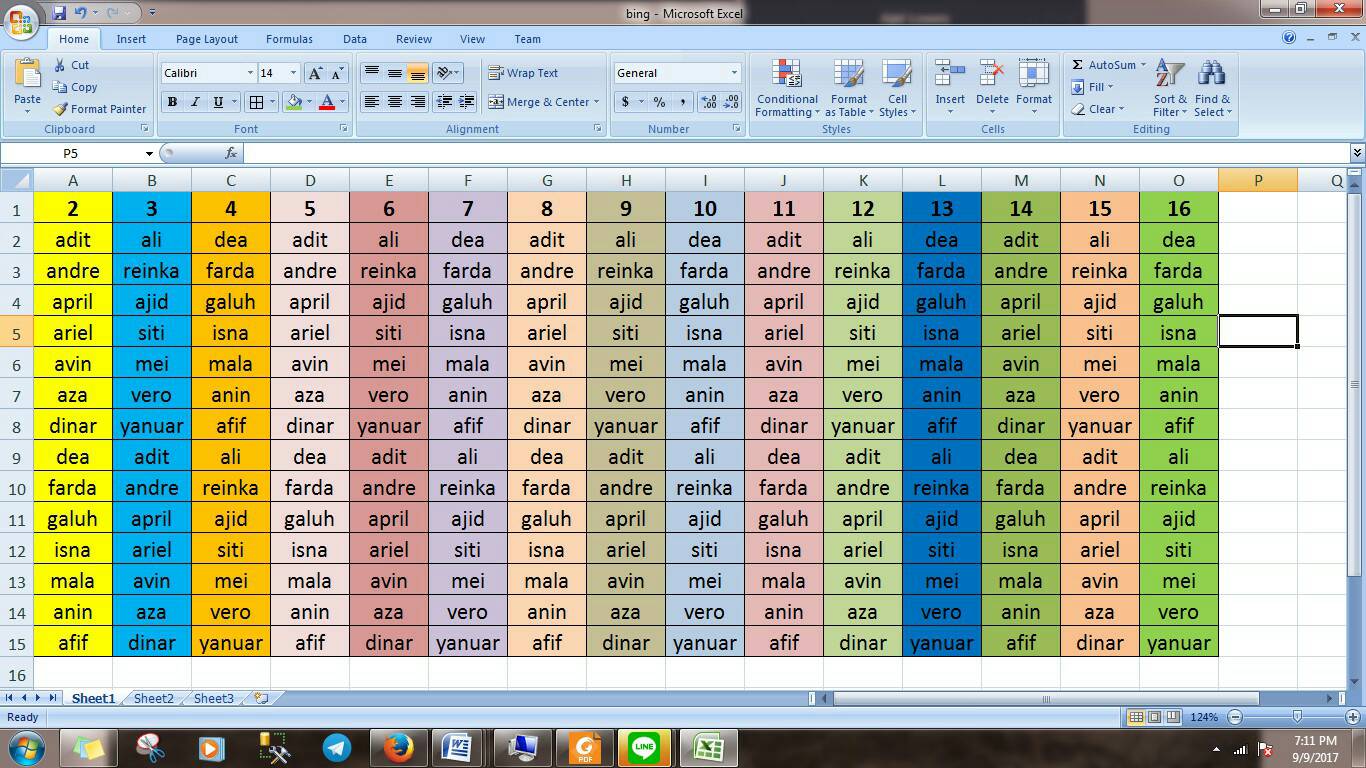 bing - Microsoft Excel
Home Insert Page Layout Formulas Data Review View Team
Paste Cut Calibri 14 A A Wrap Text General Conditional Formatting Format as Table Cell Styles Insert Delete Format Σ AutoSum Sort & Filter Find & Select
Copy Fill
Format Painter B I U A Merge & Center $ % , .00 .0 Clear
Clipboard Font Alignment Number Styles Cells Editing
P5 fx
A B C D E F G H I J K L M N O P Q
1 2 3 4 5 6 7 8 9 10 11 12 13 14 15 16
2 adit ali dea adit ali dea adit ali dea adit ali dea adit ali dea
3 andre reinka farda andre reinka farda andre reinka farda andre reinka farda andre reinka farda
4 april ajid galuh april ajid galuh april ajid galuh april ajid galuh april ajid galuh
5 ariel siti isna ariel siti isna ariel siti isna ariel siti isna ariel siti isna
6 avin mei mala avin mei mala avin mei mala avin mei mala avin mei mala
7 aza vero anin aza vero anin aza vero anin aza vero anin aza vero anin
8 dinar yanuar afif dinar yanuar afif dinar yanuar afif dinar yanuar afif dinar yanuar afif
9 dea adit ali dea adit ali dea adit ali dea adit ali dea adit ali
10 farda andre reinka farda andre reinka farda andre reinka farda andre reinka farda andre reinka
11 galuh april ajid galuh april ajid galuh april ajid galuh april ajid galuh april ajid
12 isna ariel siti isna ariel siti isna ariel siti isna ariel siti isna ariel siti
13 mala avin mei mala avin mei mala avin mei mala avin mei mala avin mei
14 anin aza vero anin aza vero anin aza vero anin aza vero anin aza vero
15 afif dinar yanuar afif dinar yanuar afif dinar yanuar afif dinar yanuar afif dinar yanuar
16
Sheet1 Sheet2 Sheet3
Ready 124%
PDF LINE 7:11 PM
9/9/2017